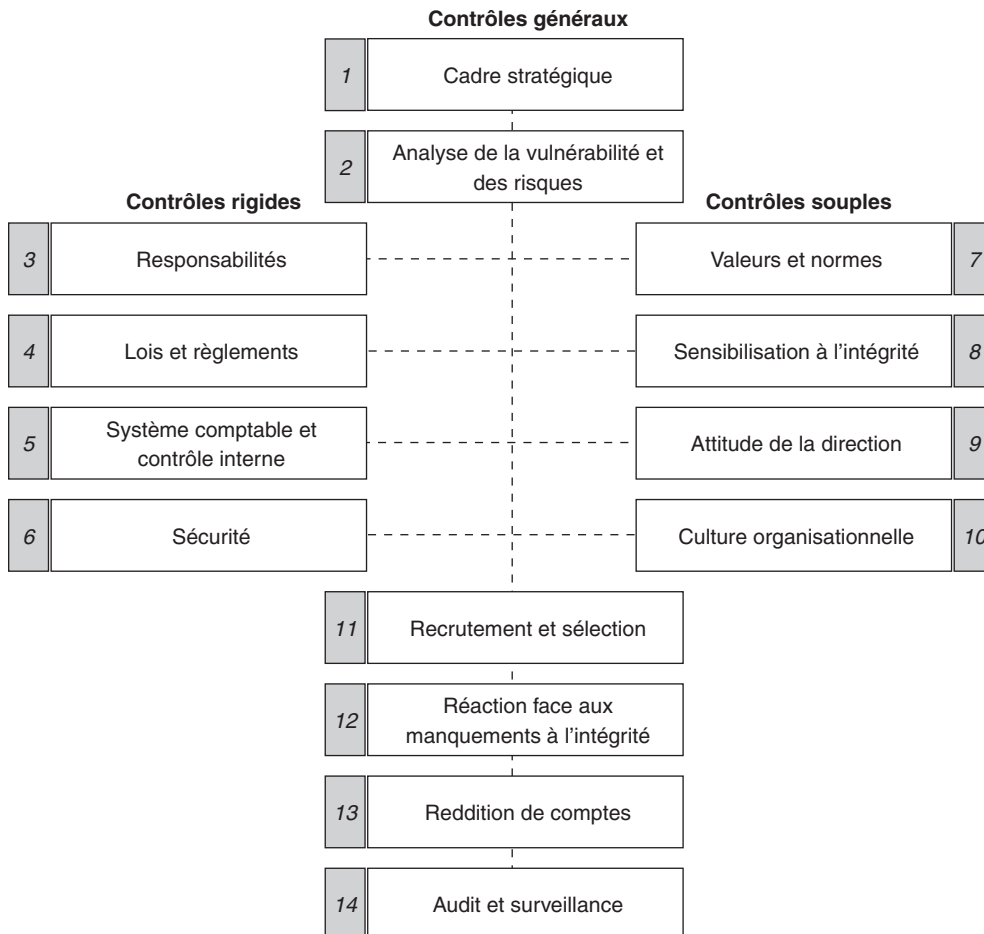 Contrôles généraux
1
Cadre stratégique
2
Analyse de la vulnérabilité et
des risques
Contrôles rigides
Contrôles souples
3
Responsabilités
Valeurs et normes
7
4
Lois et règlements
Sensibilisation à l’intégrité
8
5
Système comptable et
contrôle interne
Attitude de la direction
9
6
Sécurité
Culture organisationnelle
10
11
Recrutement et sélection
12
Réaction face aux
manquements à l’intégrité
13
Reddition de comptes
14
Audit et surveillance